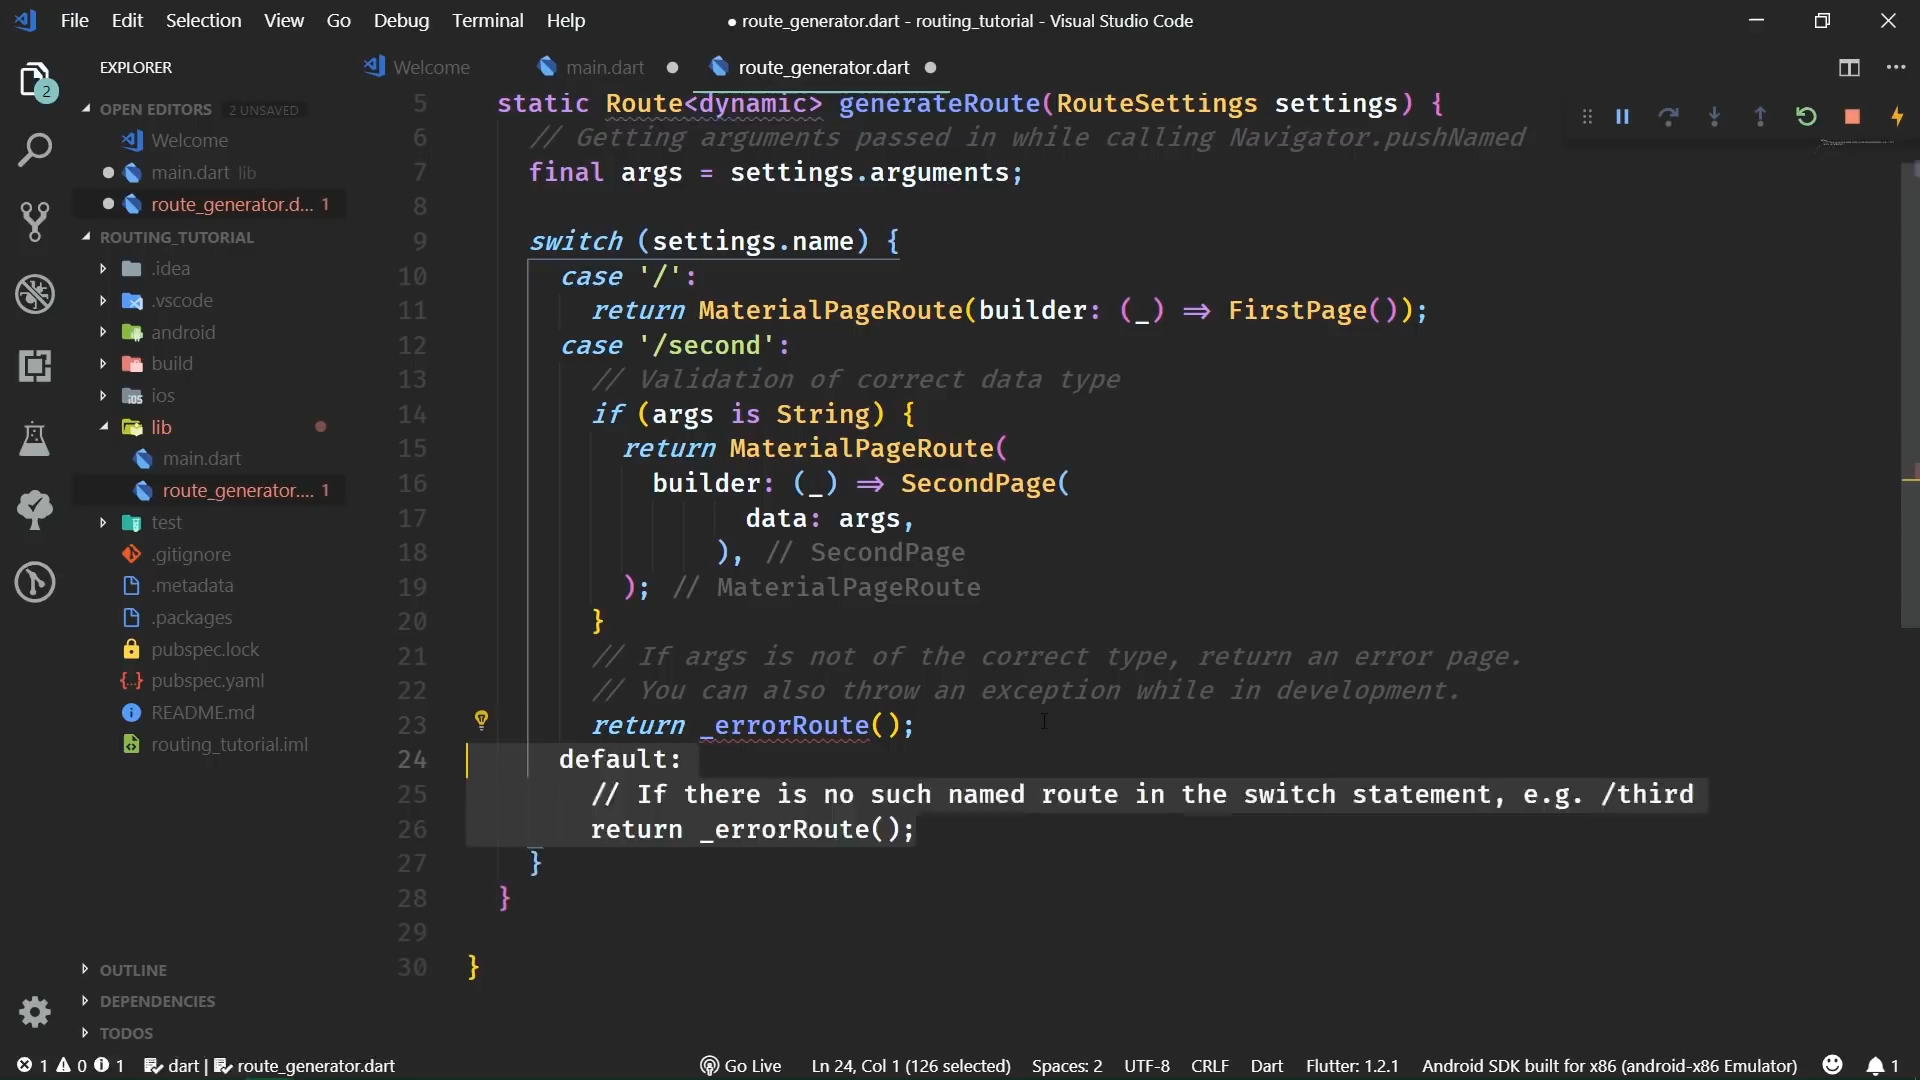 File Edit Selection View Go Debug Terminal Help
● route_generator.dart - routing_tutorial - Visual Studio Code
EXPLORER
Welcome
main.dart
route_generator.dart
2
OPEN EDITORS 2 UNSAVED
Welcome
main.dart lib
route_generator.d... 1
ROUTING_TUTORIAL
.idea
.vscode
android
build
ios
lib
main.dart
route_generator.... 1
test
.gitignore
.metadata
.packages
pubspec.lock
pubspec.yaml
README.md
routing_tutorial.iml
OUTLINE
DEPENDENCIES
TODOS
5 static Route<dynamic> generateRoute(RouteSettings settings) {
6 // Getting arguments passed in while calling Navigator.pushNamed
7 final args = settings.arguments;
8
9 switch (settings.name) {
10 case '/':
11 return MaterialPageRoute(builder: (_) => FirstPage());
12 case '/second':
13 // Validation of correct data type
14 if (args is String) {
15 return MaterialPageRoute(
16 builder: (_) => SecondPage(
17 data: args,
18 ), // SecondPage
19 ); // MaterialPageRoute
20 }
21 // If args is not of the correct type, return an error page.
22 // You can also throw an exception while in development.
23 return _errorRoute();
24 default:
25 // If there is no such named route in the switch statement, e.g. /third
26 return _errorRoute();
27 }
28 }
29
30 }
1 0 1 dart | route_generator.dart Go Live Ln 24, Col 1 (126 selected) Spaces: 2 UTF-8 CRLF Dart Flutter: 1.2.1 Android SDK built for x86 (android-x86 Emulator) 1